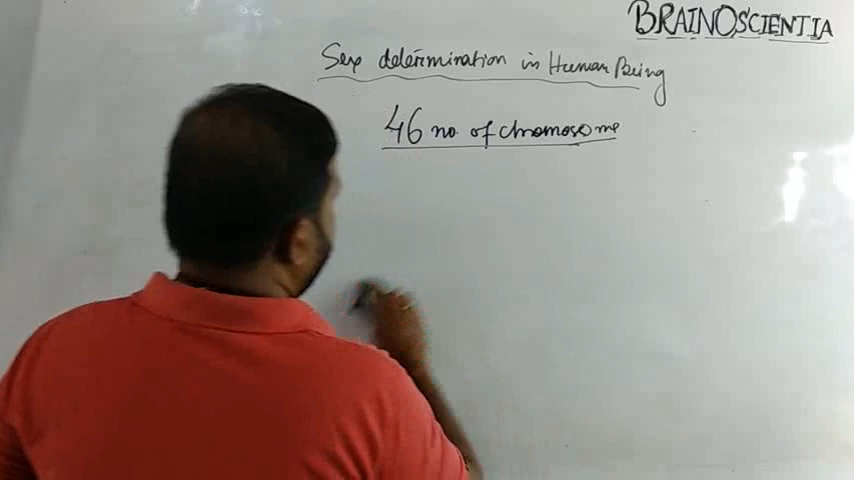 BRAINOSCIENTIA
Sex determination in Human Being
46 no of chromosome